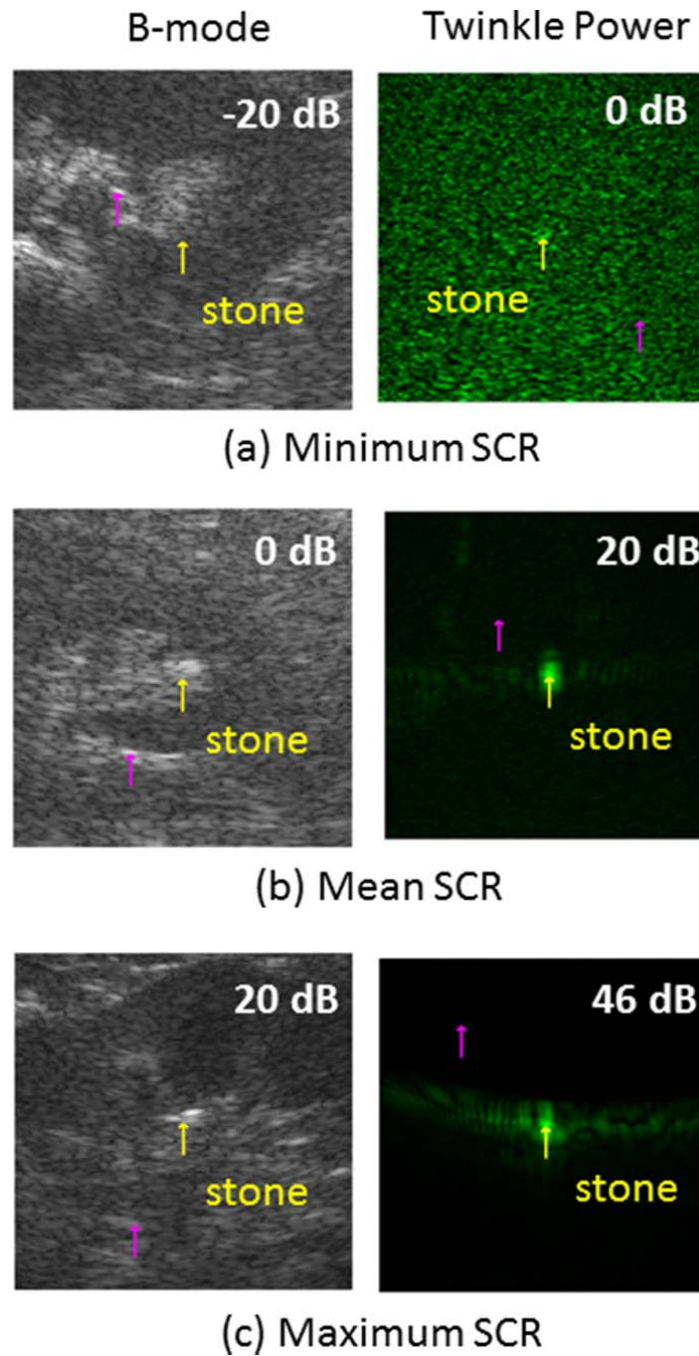 B-mode Twinkle Power
-20 dB 0 dB
stone stone
(a) Minimum SCR
0 dB 20 dB
stone stone
(b) Mean SCR
20 dB 46 dB
stone stone
(c) Maximum SCR